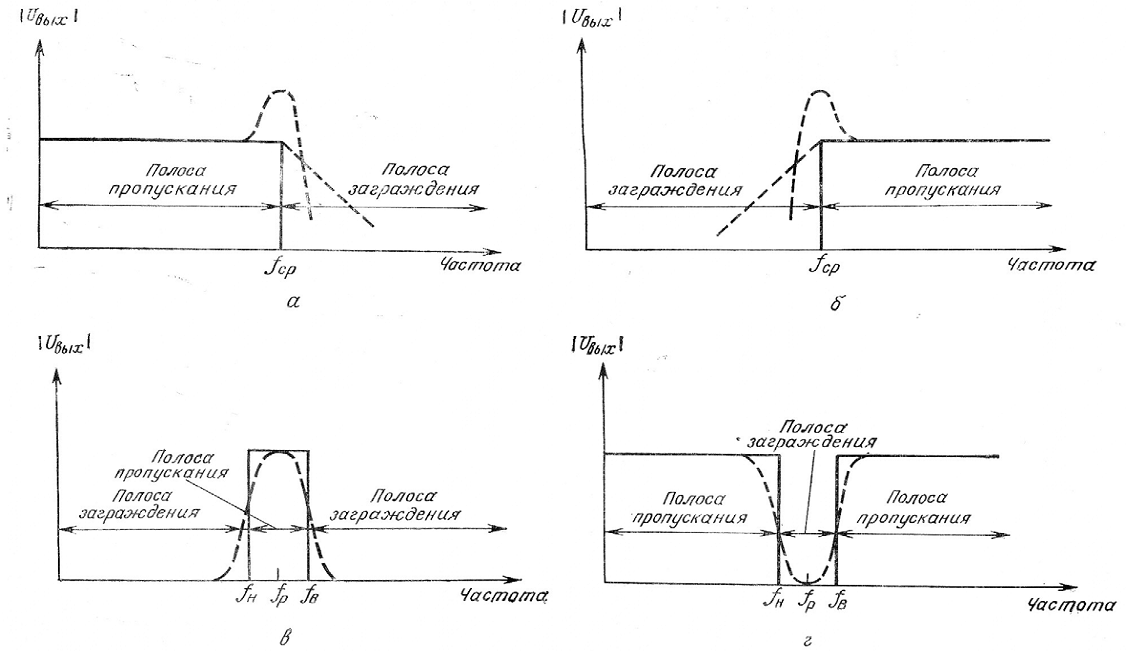 |Uвых|
Полоса
пропускания
Полоса
заграждения
fср
Частота
а
|Uвых|
Полоса
заграждения
Полоса
пропускания
fср
Частота
б
|Uвых|
Полоса
пропускания
Полоса
заграждения
Полоса
заграждения
fн
fр
fв
Частота
в
|Uвых|
Полоса
заграждения
Полоса
пропускания
Полоса
пропускания
fн
fр
fв
Частота
г